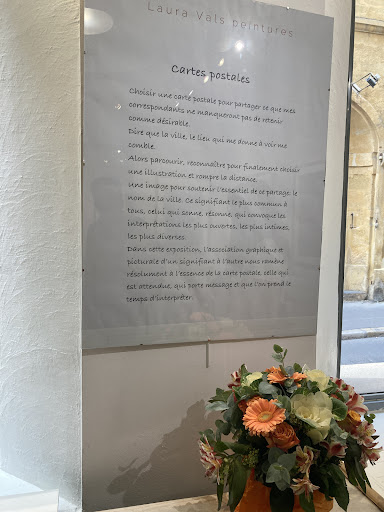 Laura Vals peintures
Cartes postales
Choisir une carte postale pour partager ce que mes
correspondants ne manqueront pas de retenir
comme désirable.
Dire que la ville, le lieu qui me donne à voir me
comble.
Alors parcourir, reconnaître pour finalement choisir
une illustration et rompre la distance.
Une image pour soutenir l'essentiel de ce partage: le
nom de la ville. Ce signifiant le plus commun à
tous, celui qui sonne, résonne, qui convoque les
interprétations les plus ouvertes, les plus intimes,
les plus diverses.
Dans cette exposition, l'association graphique et
picturale d'un signifiant à l'autre nous ramène
résolument à l'essence de la carte postale, celle qui
est attendue, qui porte message et que l'on prend le
temps d'interpréter.